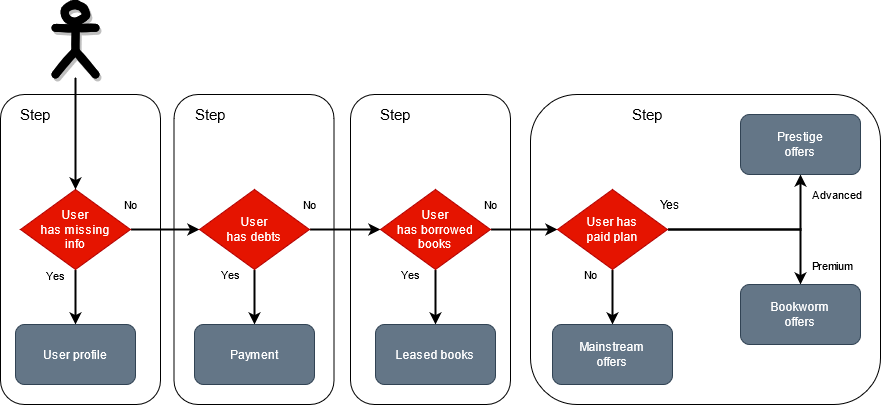 Step
User
has missing
info
No
Yes
User profile
Step
User
has debts
No
Yes
Payment
Step
User
has borrowed
books
No
Yes
Leased books
Step
User has
paid plan
Yes
No
Mainstream
offers
Advanced
Prestige
offers
Premium
Bookworm
offers